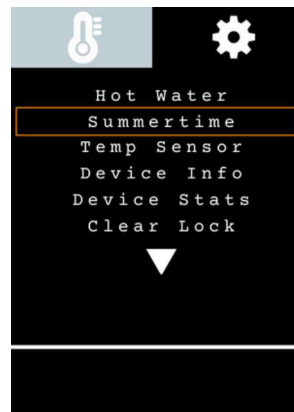 Hot Water
Summertime
Temp Sensor
Device Info
Device Stats
Clear Lock